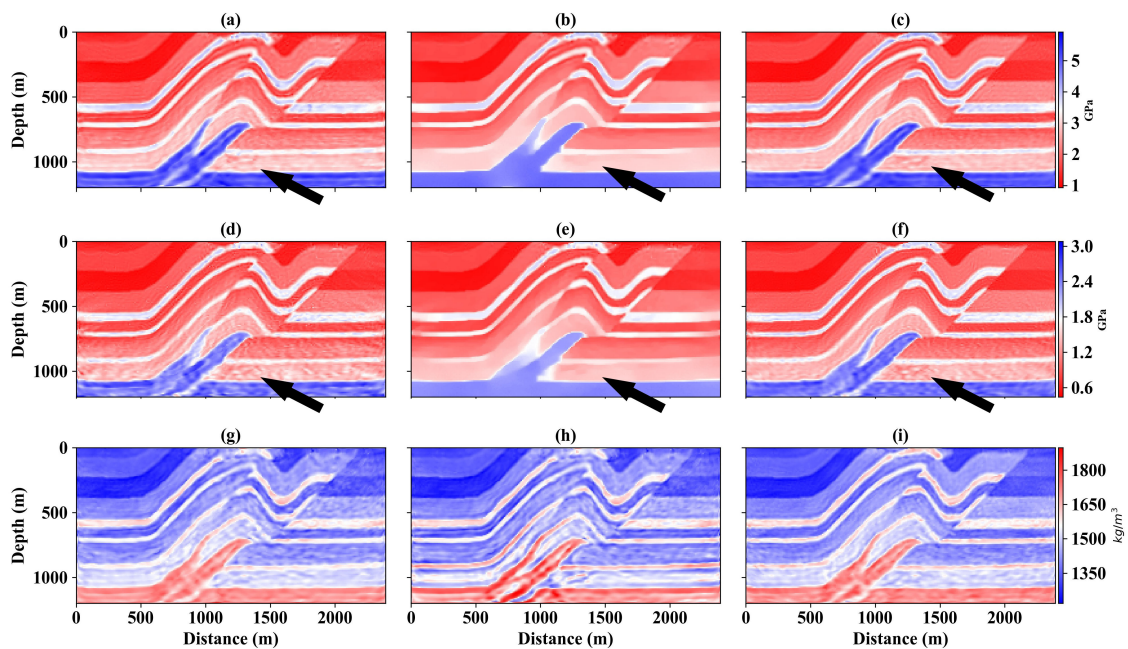 (a) (b) (c)
0
500
1000
Depth (m)
5
4
3
2
1
GPa
(d) (e) (f)
0
500
1000
Depth (m)
3.0
2.4
1.8
1.2
0.6
GPa
(g) (h) (i)
0
500
1000
Depth (m)
1800
1650
1500
1350
kg/m³
0 500 1000 1500 2000 0 500 1000 1500 2000 0 500 1000 1500 2000
Distance (m) Distance (m) Distance (m)